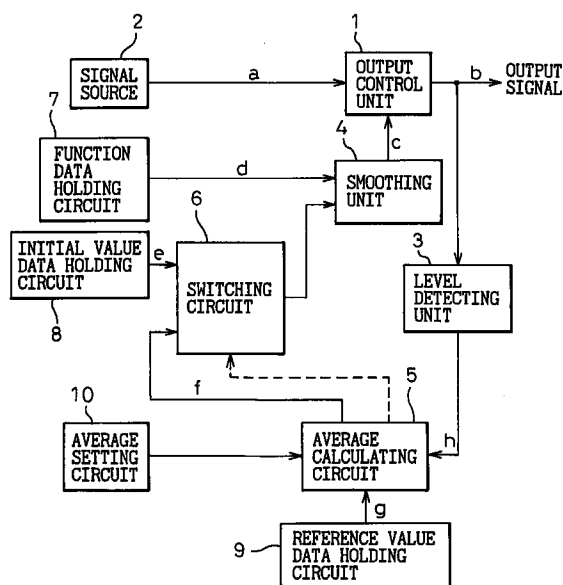 2
SIGNAL
SOURCE
a
1
OUTPUT
CONTROL
UNIT
b
OUTPUT
SIGNAL
7
FUNCTION
DATA
HOLDING
CIRCUIT
d
c
4
SMOOTHING
UNIT
INITIAL VALUE
DATA HOLDING
CIRCUIT
8
e
6
SWITCHING
CIRCUIT
3
LEVEL
DETECTING
UNIT
f
10
AVERAGE
SETTING
CIRCUIT
5
AVERAGE
CALCULATING
CIRCUIT
h
g
9
REFERENCE VALUE
DATA HOLDING
CIRCUIT